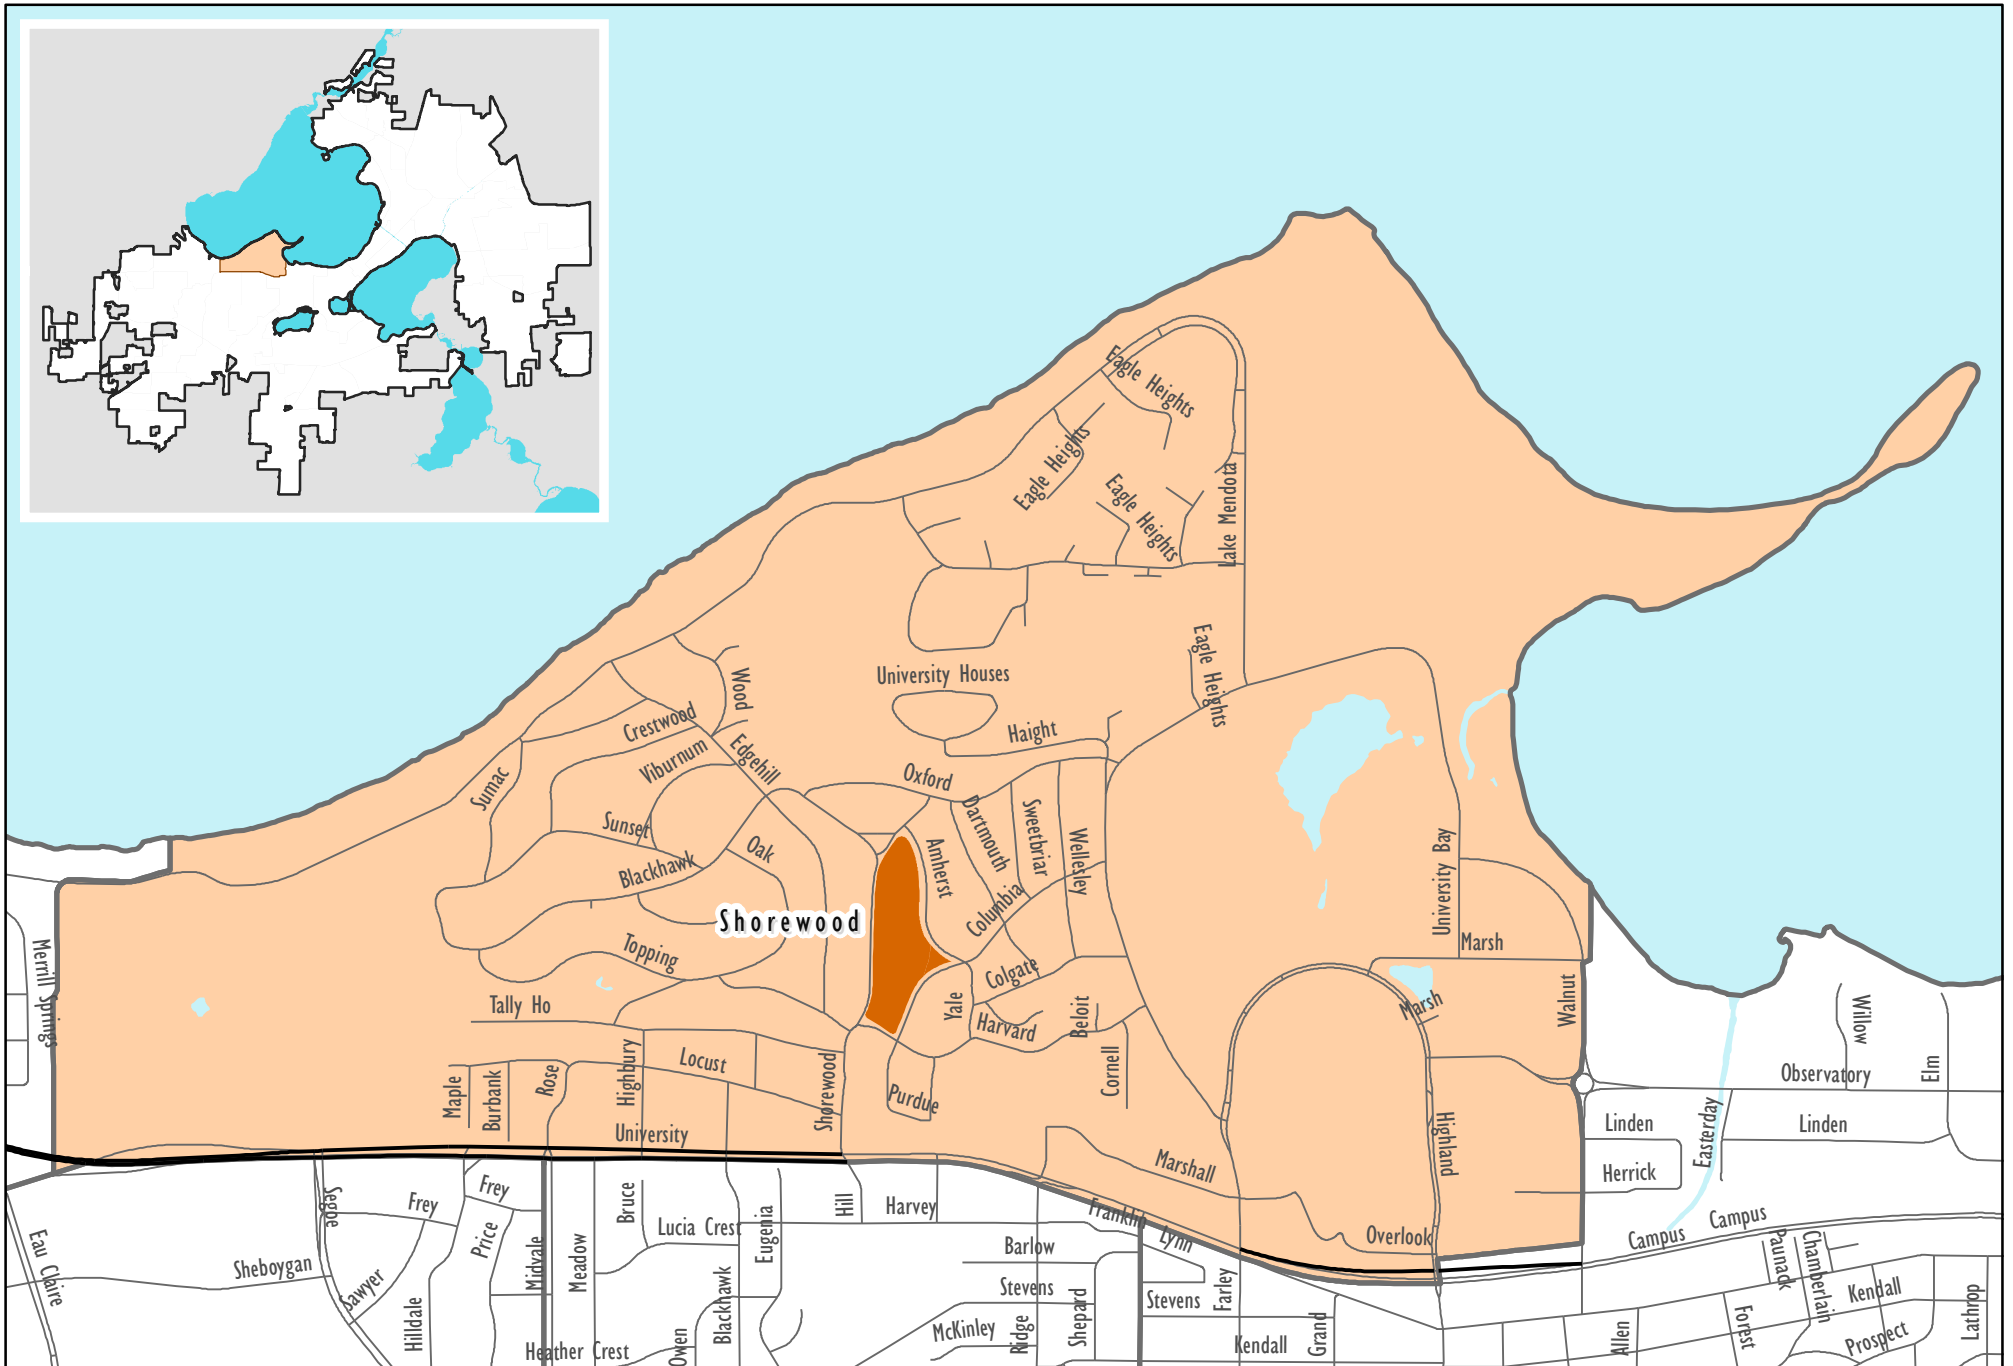 Eagle Heights
Eagle Heights
Eagle Heights
Lake Mendota
Eagle Heights
University Houses
Wood
Crestwood
Haight
Edgehill
Viburnum
Oxford
Sumac
Dartmouth
Sweetbriar
Wellesley
Sunset
Oak
Amherst
University Bay
Blackhawk
Columbia
Shorewood
Marsh
Merrill Springs
Topping
Colgate
Tally Ho
Yale
Harvard
Beloit
Marsh
Walnut
Willow
Elm
Locust
Highbury
Shorewood
Maple
Burbank
Rose
Cornell
Purdue
Observatory
University
Linden
Easterday
Linden
Highland
Marshall
Herrick
Segoe
Frey
Frey
Bruce
Hill
Harvey
Franklin
Lucia Crest
Eugenia
Price
Lynn
Overlook
Campus
Campus
Eau Claire
Sheboygan
Midvale
Meadow
Barlow
Paunack
Chamberlain
Sawyer
Hilldale
Blackhawk
Stevens
Stevens
Farley
Kendall
Lathrop
McKinley
Ridge
Shepard
Kendall
Grand
Allen
Forest
Prospect
Heather Crest
Owen